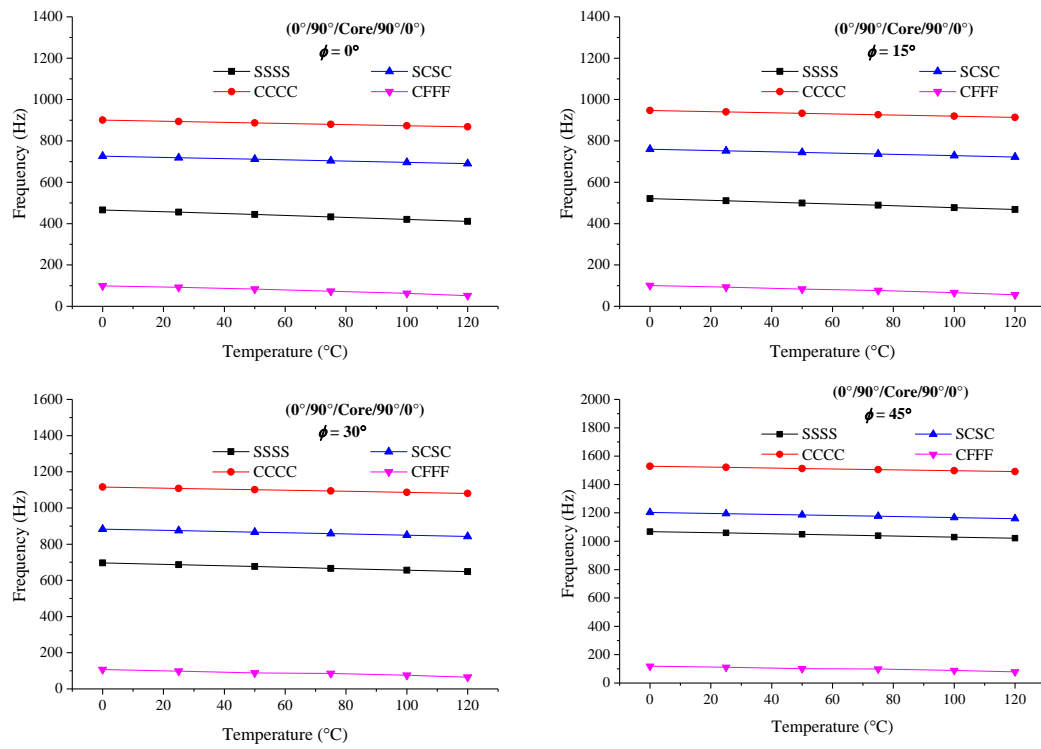 (0°/90°/Core/90°/0°)
ϕ = 0°
SSSS SCSC
CCCC CFFF
1400
1200
1000
800
600
400
200
0
Frequency (Hz)
0 20 40 60 80 100 120
Temperature (°C)
(0°/90°/Core/90°/0°)
ϕ = 15°
SSSS SCSC
CCCC CFFF
1400
1200
1000
800
600
400
200
0
Frequency (Hz)
0 20 40 60 80 100 120
Temperature (°C)
(0°/90°/Core/90°/0°)
ϕ = 30°
SSSS SCSC
CCCC CFFF
1600
1400
1200
1000
800
600
400
200
0
Frequency (Hz)
0 20 40 60 80 100 120
Temperature (°C)
(0°/90°/Core/90°/0°)
ϕ = 45°
SSSS SCSC
CCCC CFFF
2000
1800
1600
1400
1200
1000
800
600
400
200
0
Frequency (Hz)
0 20 40 60 80 100 120
Temperature (°C)